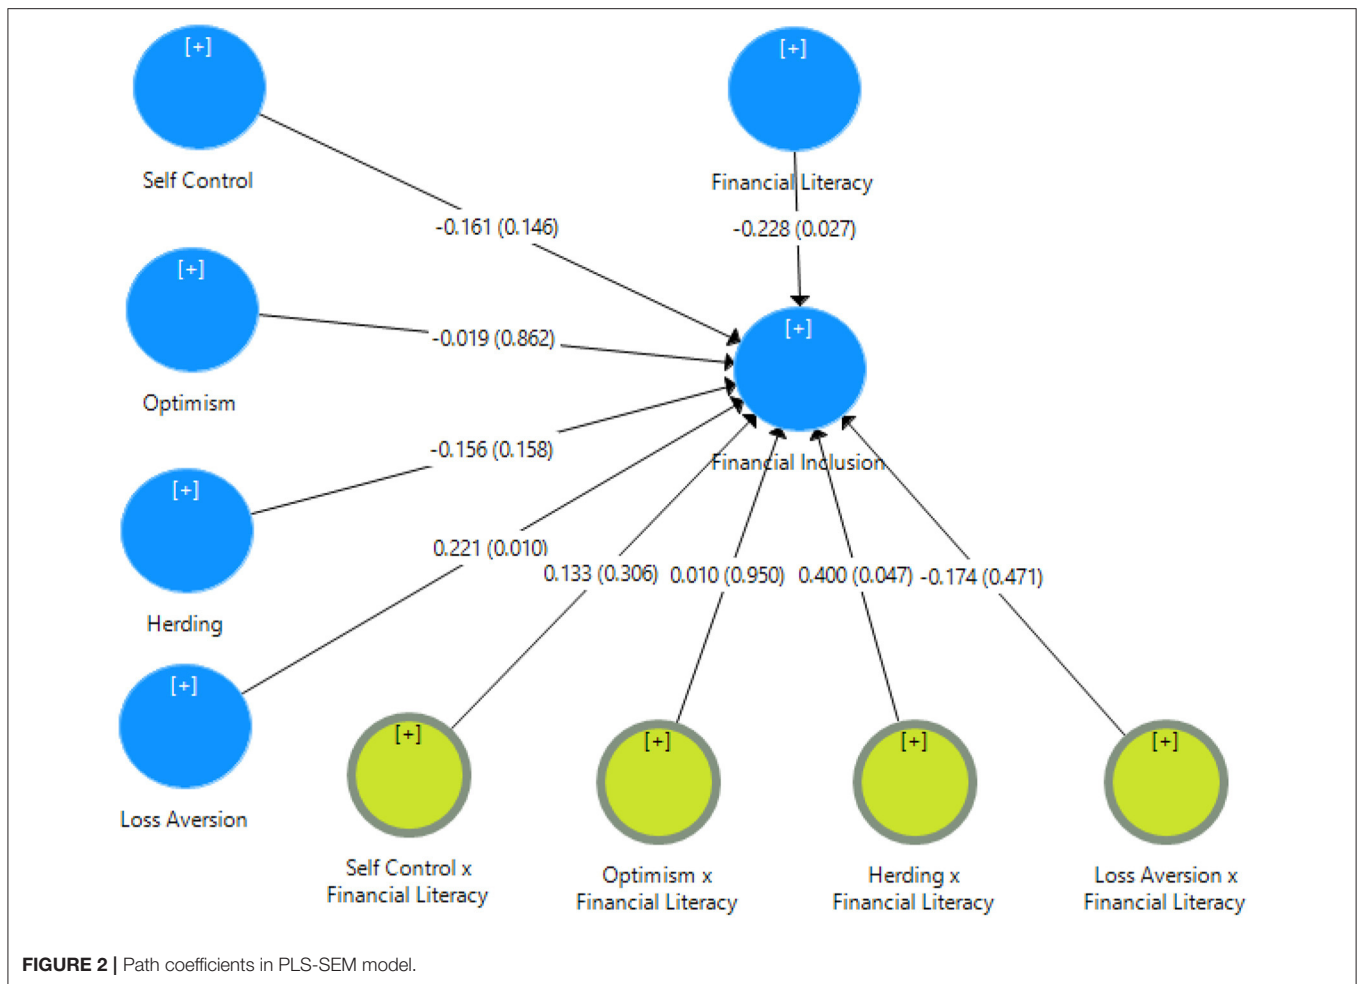 [+]
Self Control
[+]
Financial Literacy
-0.161 (0.146)
-0.228 (0.027)
[+]
Optimism
-0.019 (0.862)
[+]
Financial Inclusion
-0.156 (0.158)
[+]
Herding
0.221 (0.010)
0.133 (0.306)
0.010 (0.950)
0.400 (0.047)
-0.174 (0.471)
[+]
Loss Aversion
[+]
Self Control x
Financial Literacy
[+]
Optimism x
Financial Literacy
[+]
Herding x
Financial Literacy
[+]
Loss Aversion x
Financial Literacy
FIGURE 2 | Path coefficients in PLS-SEM model.